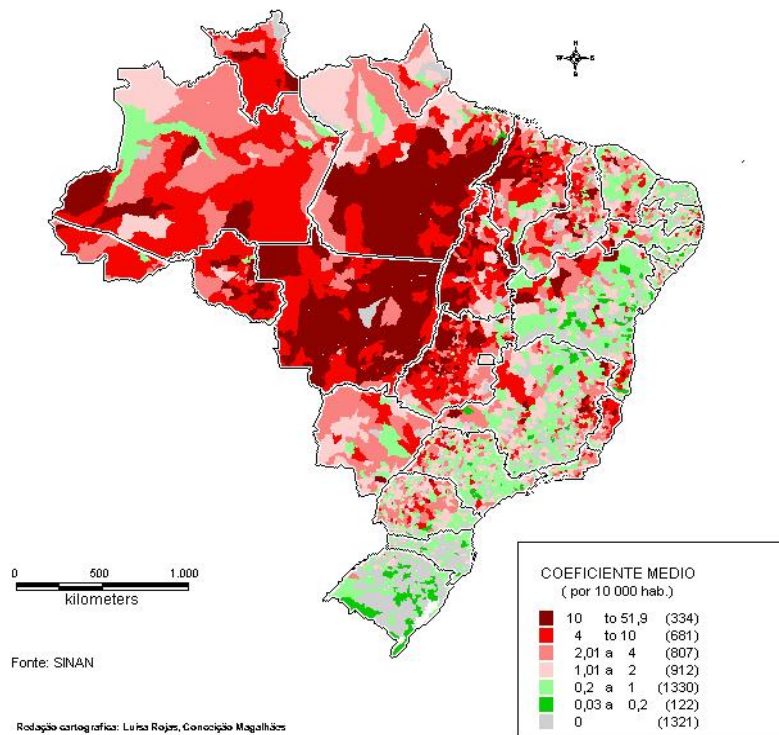 N
W E
S
0 500 1.000
kilometers
Fonte: SINAN
Redação cartografica: Luisa Rojas, Conceição Magalhães
COEFICIENTE MEDIO
( por 10 000 hab.)
10 to 51,9 (334)
4 to 10 (681)
2,01 a 4 (807)
1,01 a 2 (912)
0,2 a 1 (1330)
0,03 a 0,2 (122)
0 (1321)